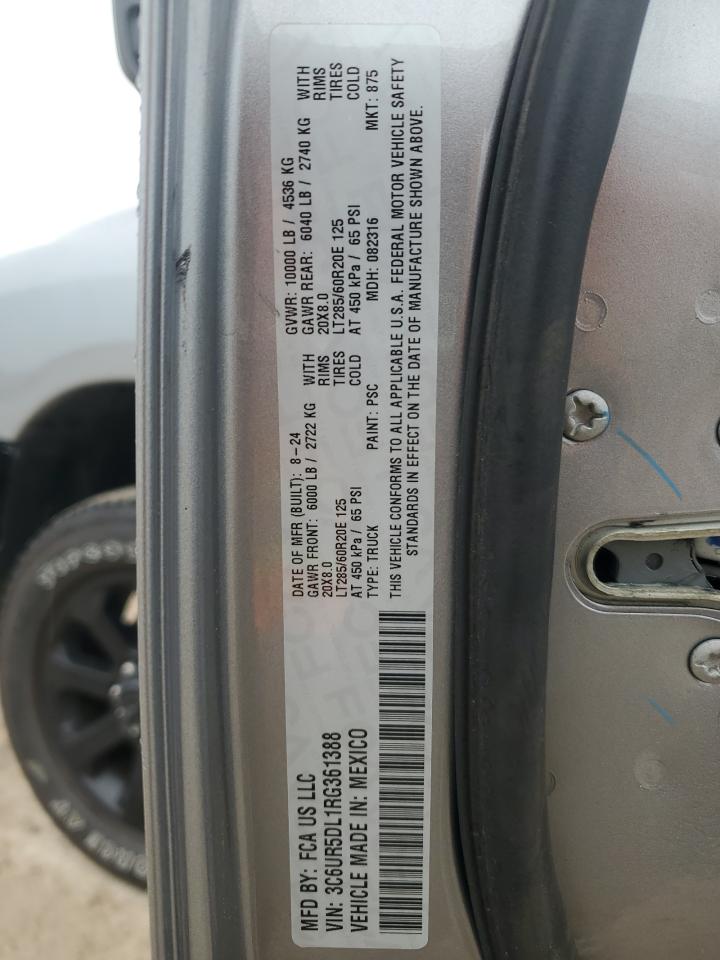 MFD BY: FCA US LLC
VIN: 3C6UR5DL1RG361388
VEHICLE MADE IN: MEXICO
DATE OF MFR (BUILT): 8-24 GVWR: 10000 LB / 4536 KG
GAWR FRONT: 6000 LB / 2722 KG WITH GAWR REAR: 6040 LB / 2740 KG WITH
20X8.0 RIMS 20X8.0 RIMS
LT285/60R20E 125 TIRES LT285/60R20E 125 TIRES
AT 450 kPa / 65 PSI COLD AT 450 kPa / 65 PSI COLD
TYPE: TRUCK PAINT: PSC MDH: 082316 MKT: 875
THIS VEHICLE CONFORMS TO ALL APPLICABLE U.S.A. FEDERAL MOTOR VEHICLE SAFETY
STANDARDS IN EFFECT ON THE DATE OF MANUFACTURE SHOWN ABOVE.